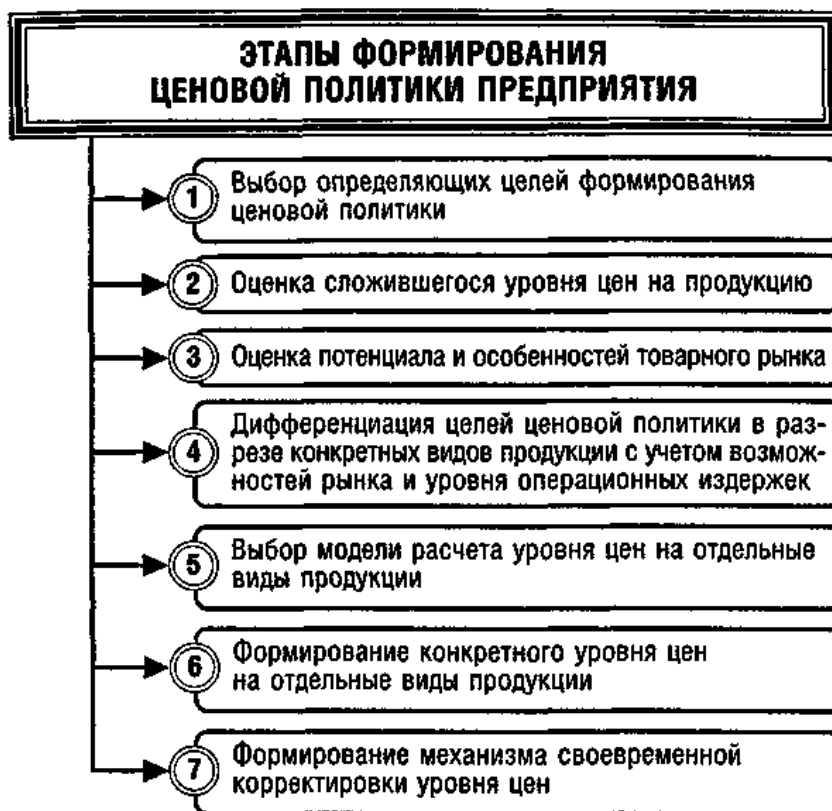 ЭТАПЫ ФОРМИРОВАНИЯ
ЦЕНОВОЙ ПОЛИТИКИ ПРЕДПРИЯТИЯ
1 Выбор определяющих целей формирования
ценовой политики
2 Оценка сложившегося уровня цен на продукцию
3 Оценка потенциала и особенностей товарного рынка
4 Дифференциация целей ценовой политики в раз-
резе конкретных видов продукции с учетом возмож-
ностей рынка и уровня операционных издержек
5 Выбор модели расчета уровня цен на отдельные
виды продукции
6 Формирование конкретного уровня цен
на отдельные виды продукции
7 Формирование механизма своевременной
корректировки уровня цен